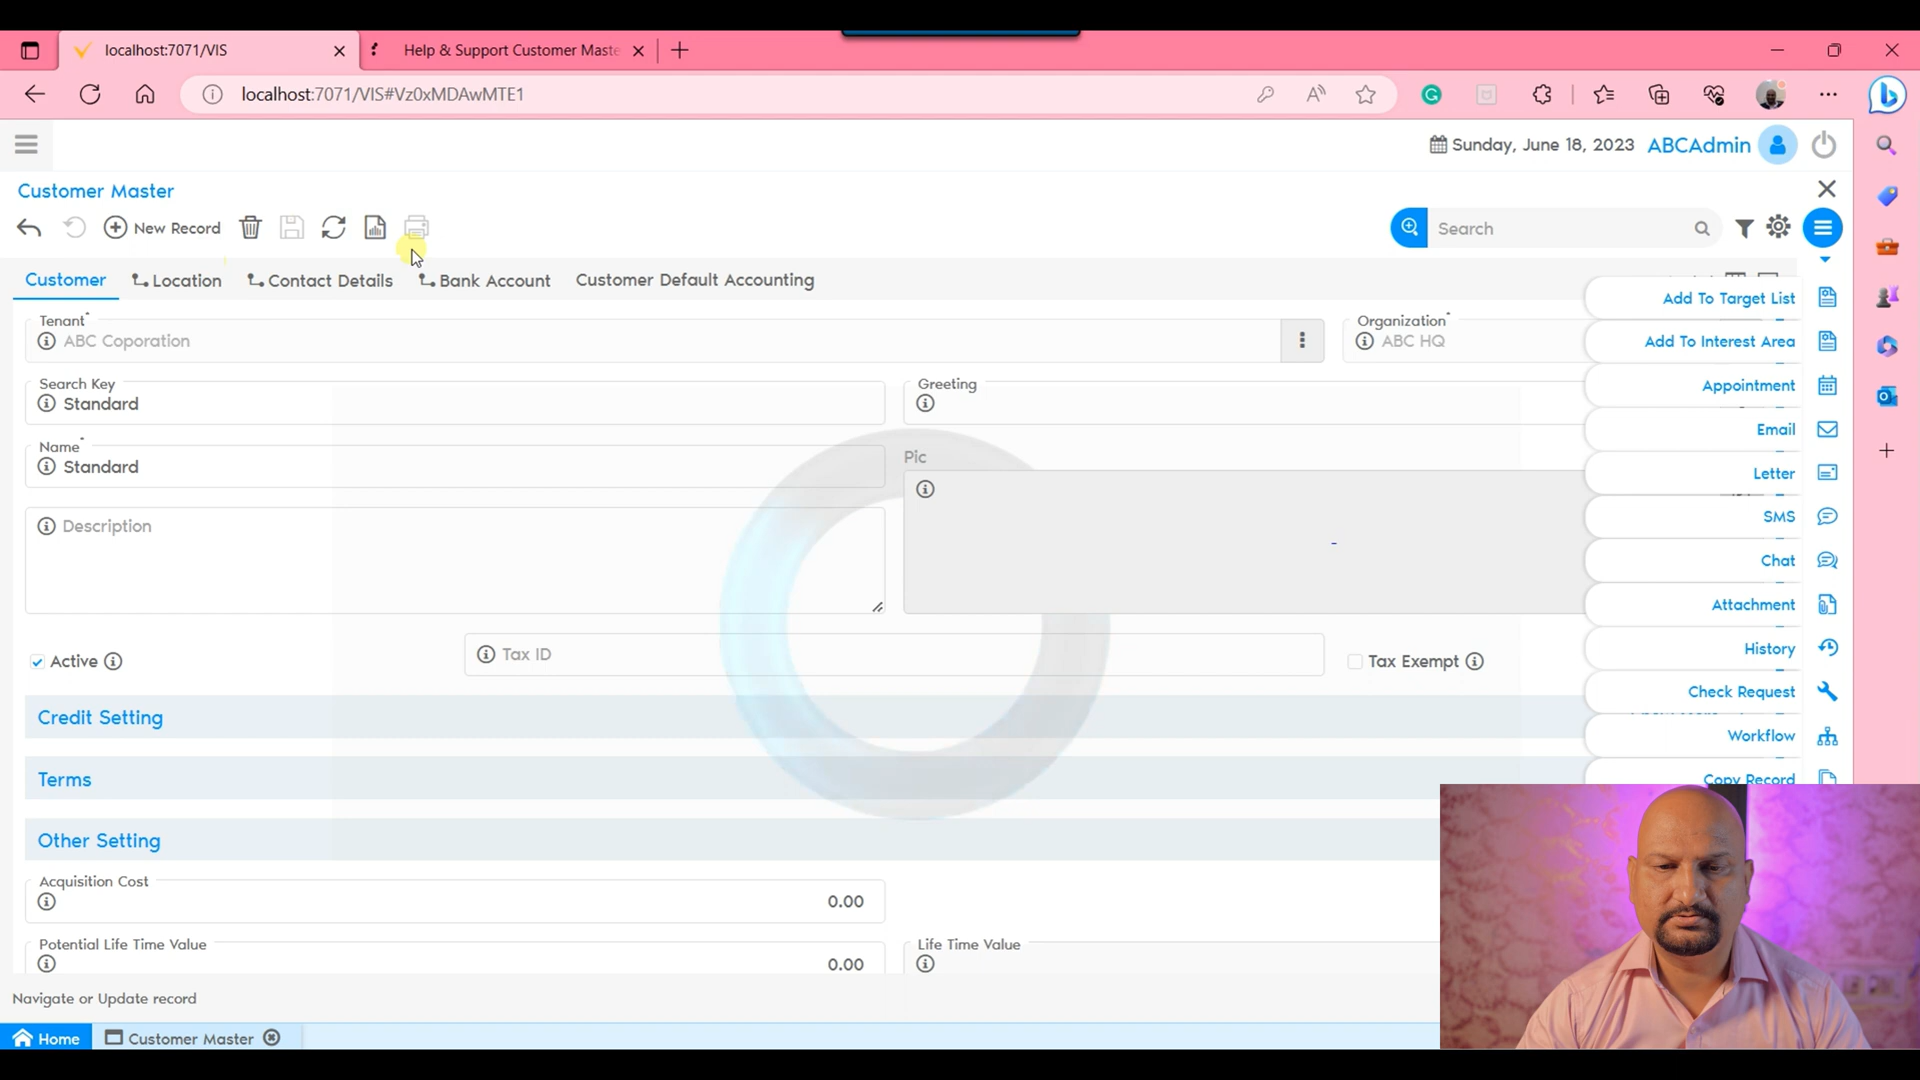 localhost:7071/VIS
Help & Support Customer Maste
localhost:7071/VIS#Vz0xMDAwMTE1
Sunday, June 18, 2023
ABCAdmin
Customer Master
New Record
Search
Customer
Location
Contact Details
Bank Account
Customer Default Accounting
Add To Target List
Tenant*
ABC Coporation
Organization*
ABC HQ
Add To Interest Area
Search Key
Standard
Greeting
Appointment
Email
Name*
Standard
Pic
Letter
Description
SMS
-
Chat
Attachment
Active
Tax ID
Tax Exempt
History
Check Request
Credit Setting
Workflow
Terms
Copy Record
Other Setting
Acquisition Cost
0.00
Potential Life Time Value
0.00
Life Time Value
Navigate or Update record
Home
Customer Master